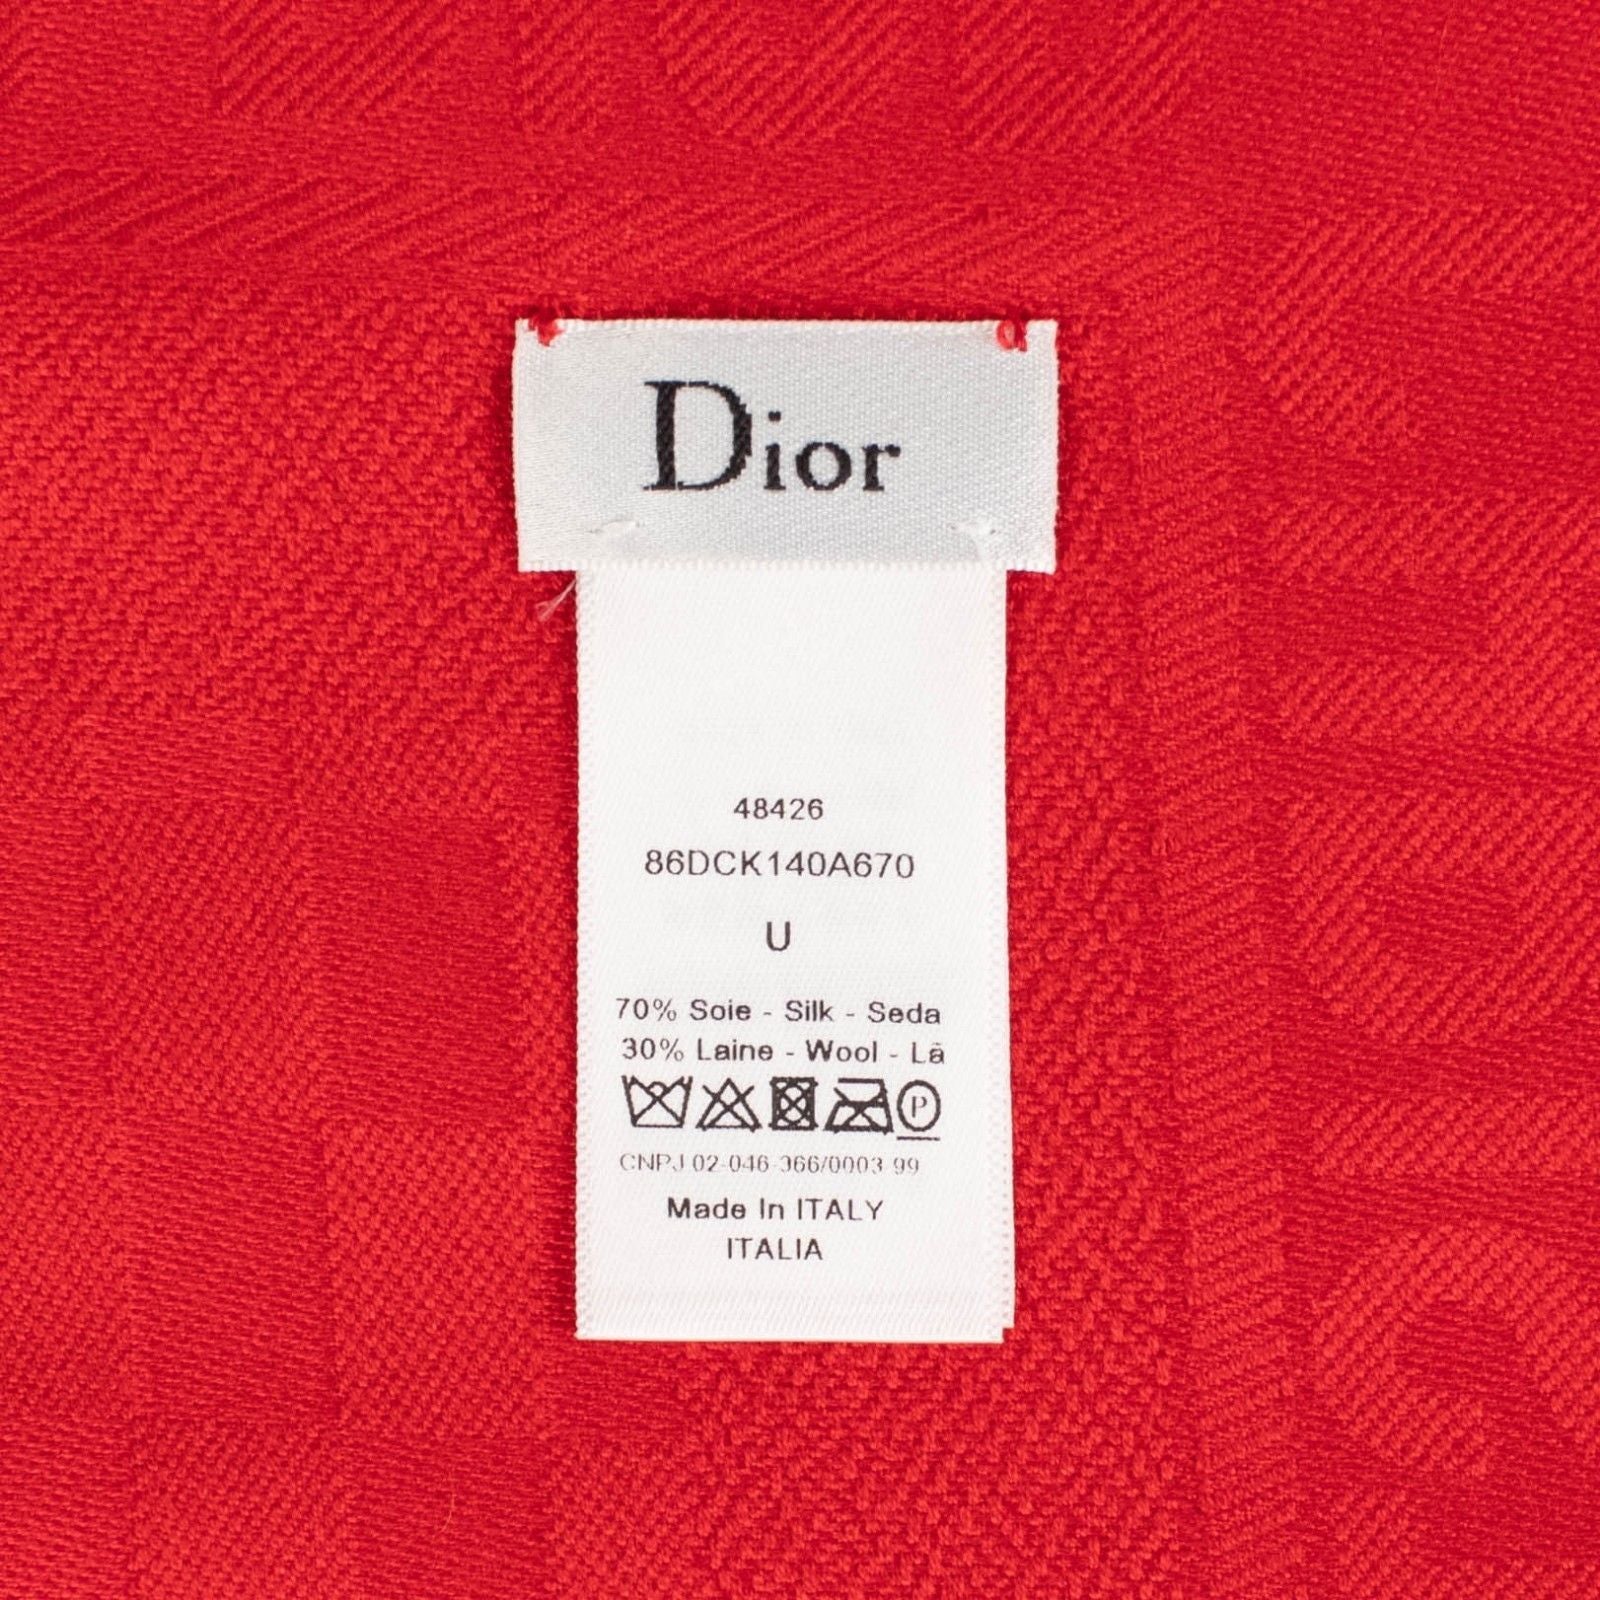 Dior
48426
86DCK140A670
U
70% Soie - Silk - Seda
30% Laine - Wool - Lã
P
CNPJ 02-046-366/0003-99
Made In ITALY
ITALIA